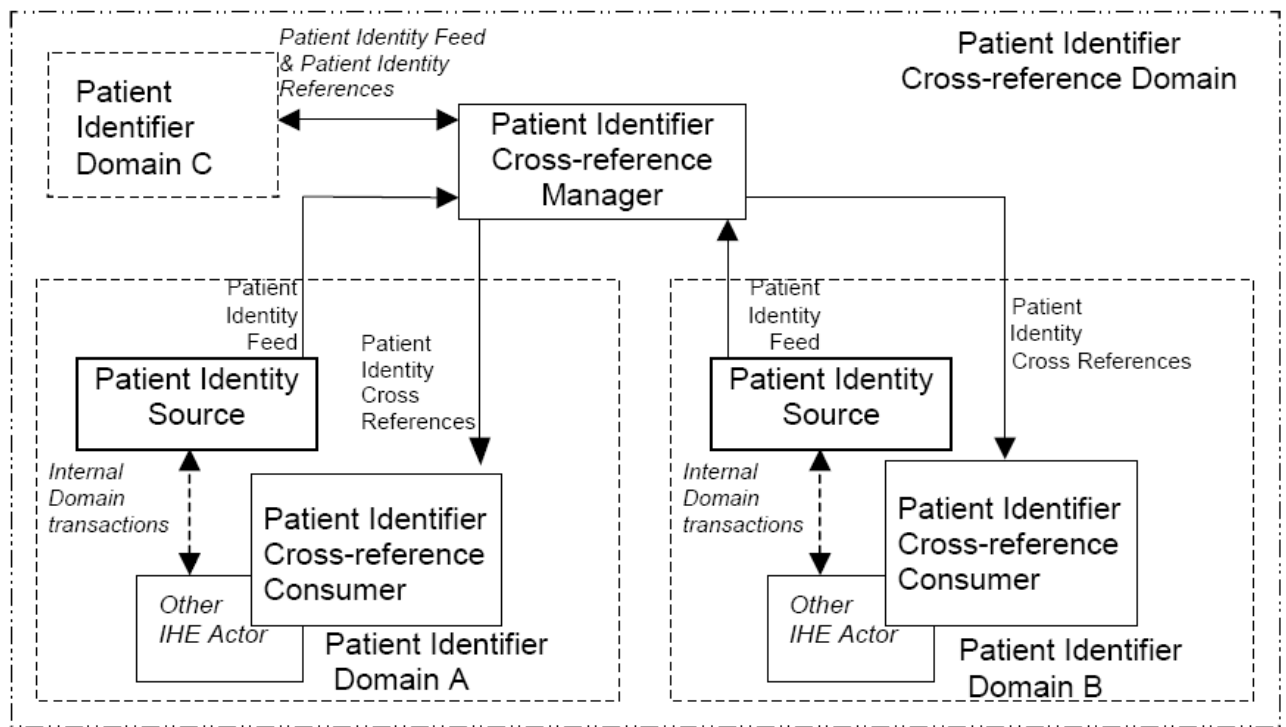 Patient Identity Feed
& Patient Identity
References
Patient Identifier
Cross-reference Domain
Patient
Identifier
Domain C
Patient Identifier
Cross-reference
Manager
Patient
Identity
Feed
Patient
Identity
Cross
References
Patient Identity
Source
Internal
Domain
transactions
Patient Identifier
Cross-reference
Consumer
Other
IHE Actor
Patient Identifier
Domain A
Patient
Identity
Feed
Patient
Identity
Cross References
Patient Identity
Source
Internal
Domain
transactions
Patient Identifier
Cross-reference
Consumer
Other
IHE Actor
Patient Identifier
Domain B